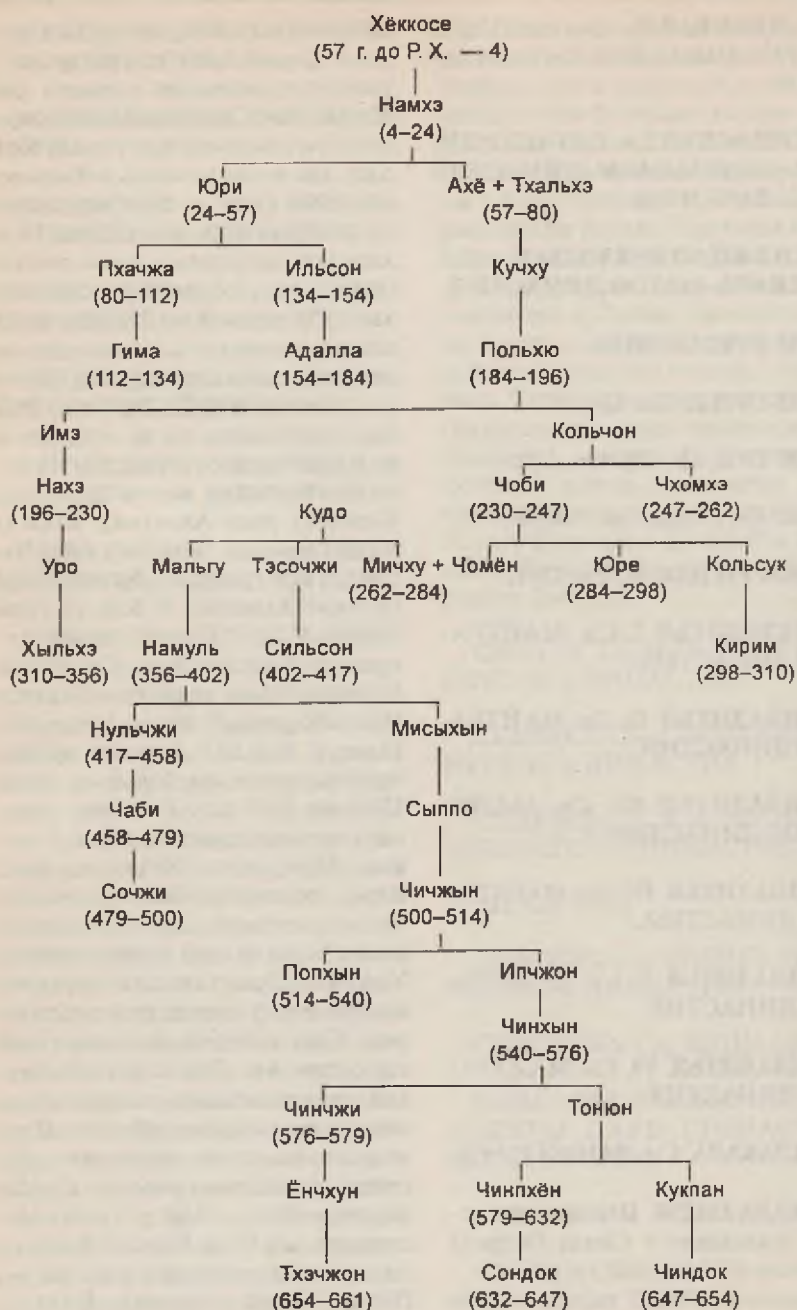 Хёккосе
(57 г. до Р. Х. — 4)
Намхэ
(4–24)
Юри Ахё + Тхальхэ
(24–57) (57–80)
Пхачжа Ильсон Кучху
(80–112) (134–154)
Гима Адалла Польхю
(112–134) (154–184) (184–196)
Имэ Кольчон
Нахэ Чоби Чхомхэ
(196–230) Кудо (230–247) (247–262)
Уро Мальгу Тэсочжи Мичху + Чомён Юре Кольсук
(262–284) (284–298)
Хыльхэ Намуль Сильсон Кирим
(310–356) (356–402) (402–417) (298–310)
Нульчжи Мисыхын
(417–458)
Чаби Сыппо
(458–479)
Сочжи Чичжын
(479–500) (500–514)
Попхын Ипчжон
(514–540)
Чинхын
(540–576)
Чинчжи Тонюн
(576–579)
Ёнчхун Чинпхён Кукпан
(579–632)
Тхэчжон Сондок Чиндок
(654–661) (632–647) (647–654)